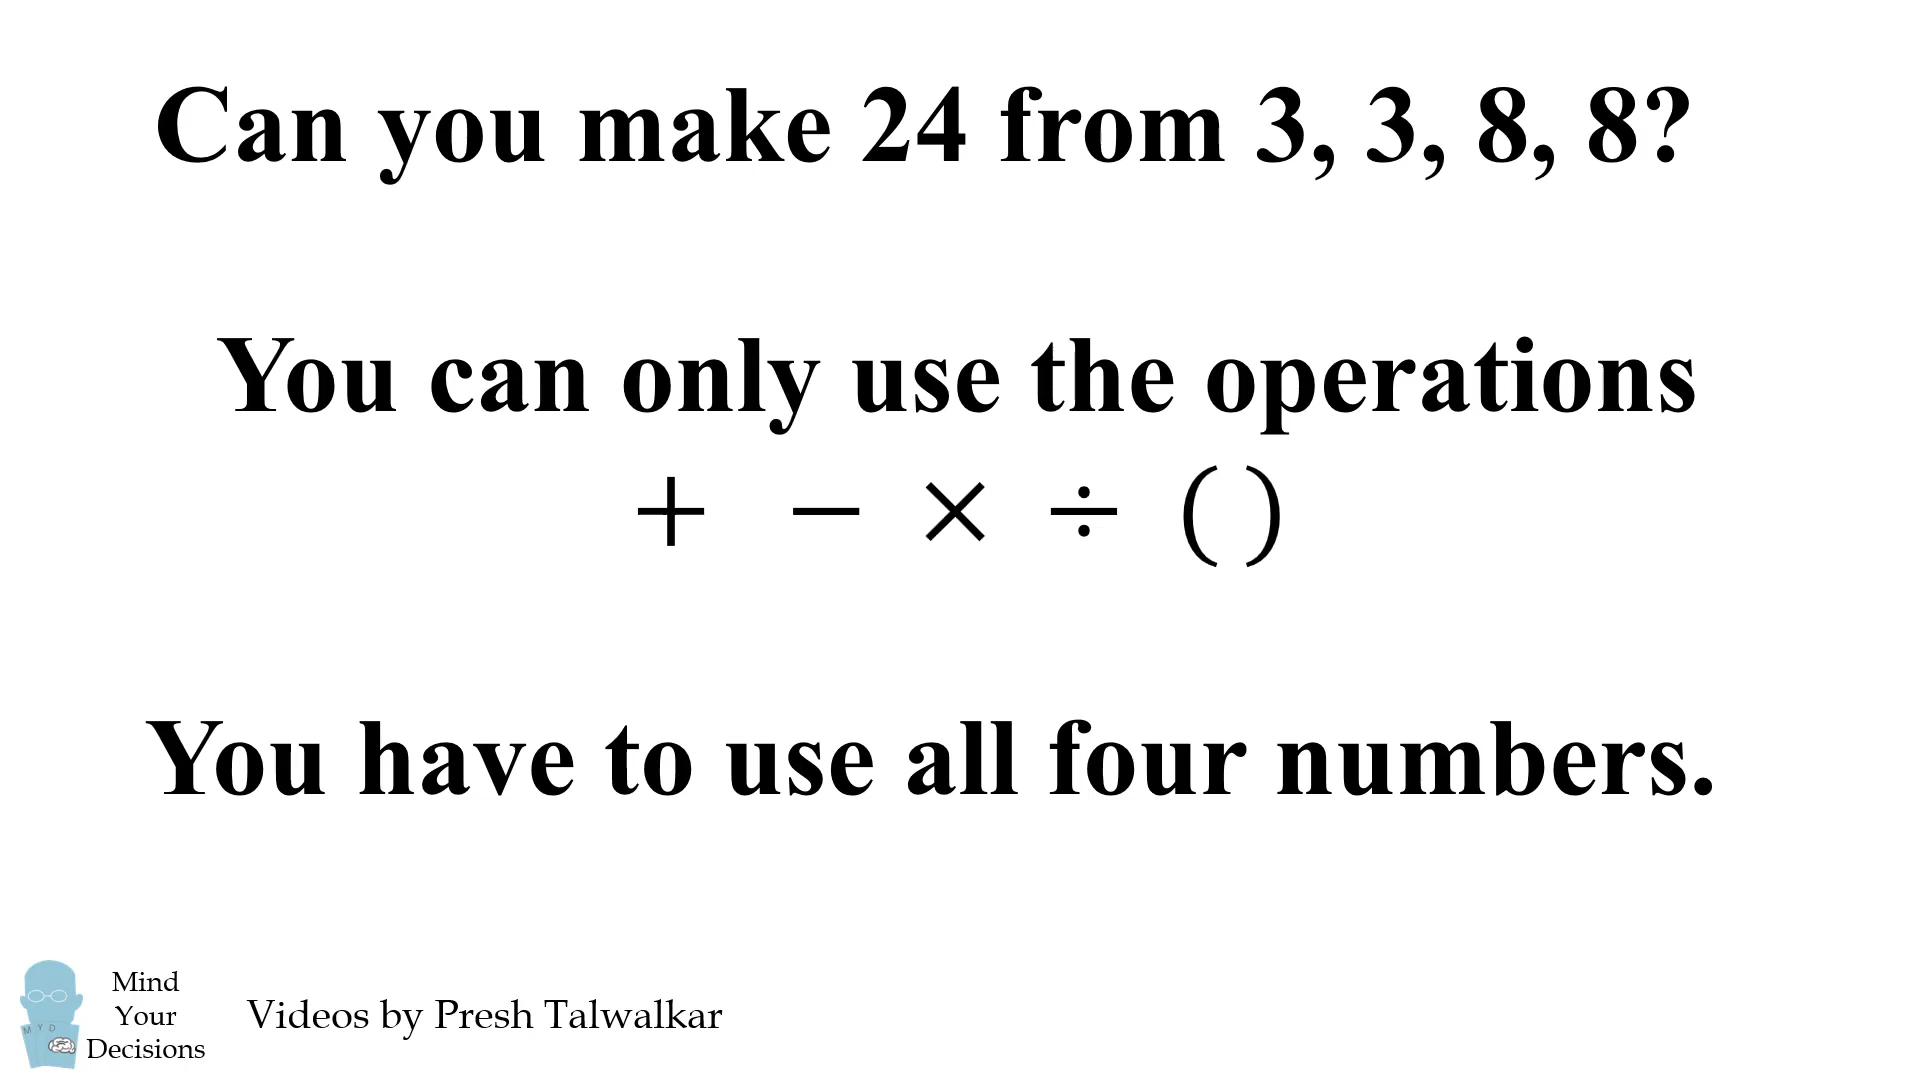 Can you make 24 from 3, 3, 8, 8?
You can only use the operations
+ − × ÷ ( )
You have to use all four numbers.
M Y D
Mind
Your
Decisions
Videos by Presh Talwalkar